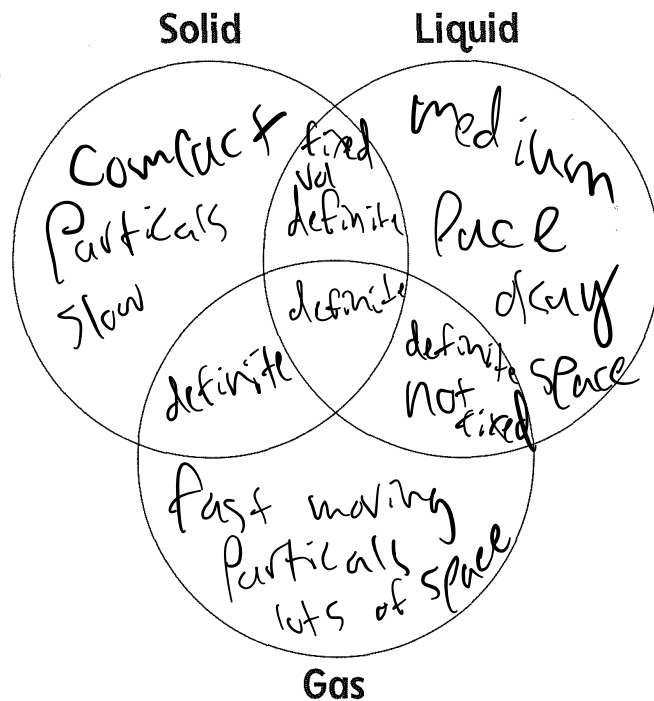 Solid
Liquid
compact
Particals
slow
fixed
vol
definite
medium
Pace
okay
space
definite
definite
definite
not
fixed
fast moving
Particals
lots of space
Gas